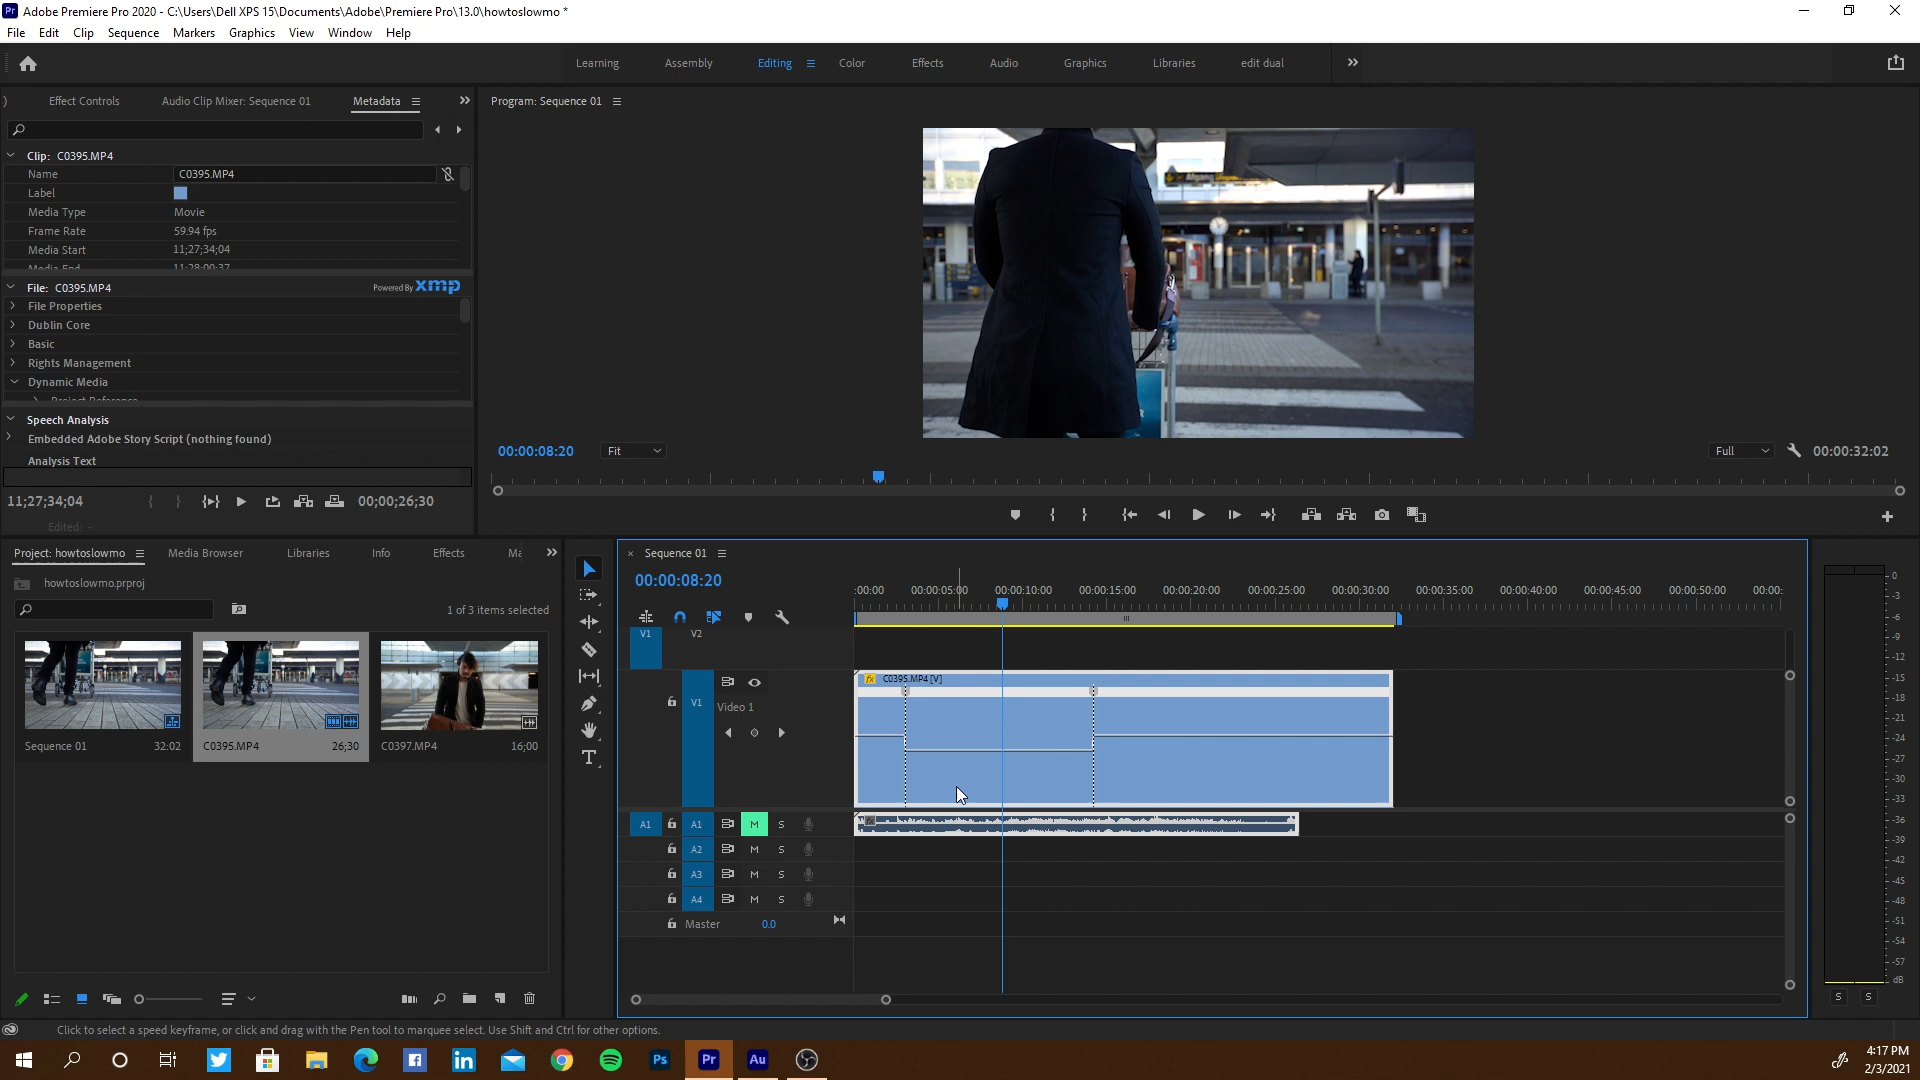 Adobe Premiere Pro 2020 - C:\Users\Dell XPS 15\Documents\Adobe\Premiere Pro\13.0\howtoslowmo *
File Edit Clip Sequence Markers Graphics View Window Help
Learning Assembly Editing Color Effects Audio Graphics Libraries edit dual
Effect Controls Audio Clip Mixer: Sequence 01 Metadata
Program: Sequence 01
Clip: C0395.MP4
Name C0395.MP4
Label
Media Type Movie
Frame Rate 59.94 fps
Media Start 11;27;34;04
Media End 11;28;00;37
File: C0395.MP4 Powered By xmp
File Properties
Dublin Core
Basic
Rights Management
Dynamic Media
Project Reference
Speech Analysis
Embedded Adobe Story Script (nothing found)
Analysis Text
11;27;34;04 00;00;26;30
Edited: -
00:00:08:20 Fit Full 00:00:32:02
Project: howtoslowmo Media Browser Libraries Info Effects Ma
howtoslowmo.prproj
1 of 3 items selected
Sequence 01 32:02
C0395.MP4 26;30
C0397.MP4 16;00
Sequence 01
00:00:08:20
:00:00 00:00:05:00 00:00:10:00 00:00:15:00 00:00:20:00 00:00:25:00 00:00:30:00 00:00:35:00 00:00:40:00 00:00:45:00 00:00:50:00 00:00:
V1 V2
fx C0395.MP4 [V]
V1 Video 1
A1 A1 M S
A2 M S
A3 M S
A4 M S
Master 0.0
0
-3
-6
-9
-12
-15
-18
-21
-24
-27
-30
-33
-36
-39
-42
-45
-48
-51
-54
-57
dB
S S
Click to select a speed keyframe, or click and drag with the Pen tool to marquee select. Use Shift and Ctrl for other options.
Ps Pr Au
4:17 PM
2/3/2021